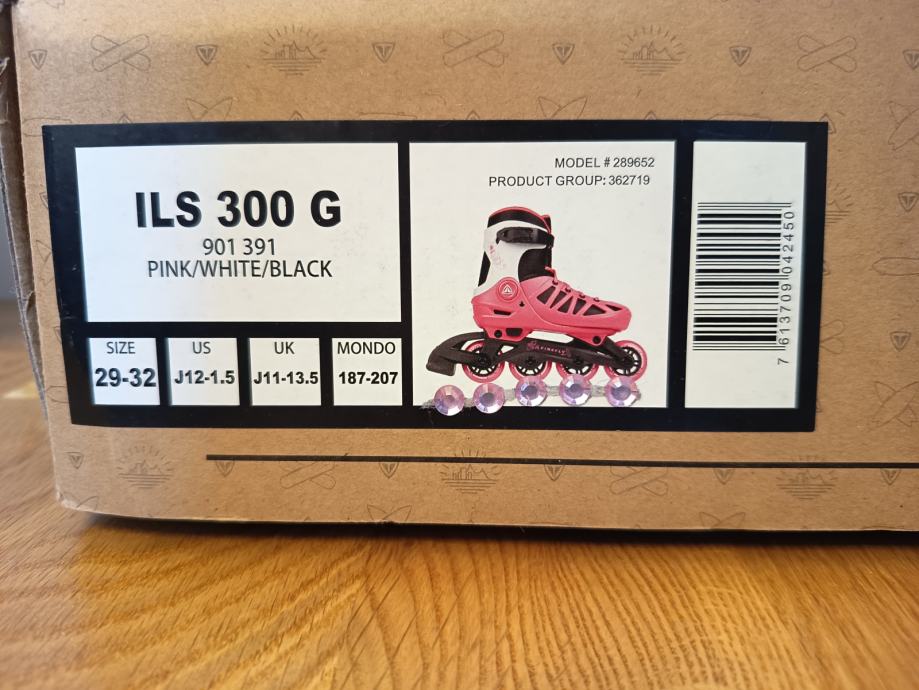 ILS 300 G
901 391
PINK/WHITE/BLACK
SIZE
29-32
US
J12-1.5
UK
J11-13.5
MONDO
187-207
MODEL # 289652
PRODUCT GROUP: 362719
FIREFLY
7 613709 042450